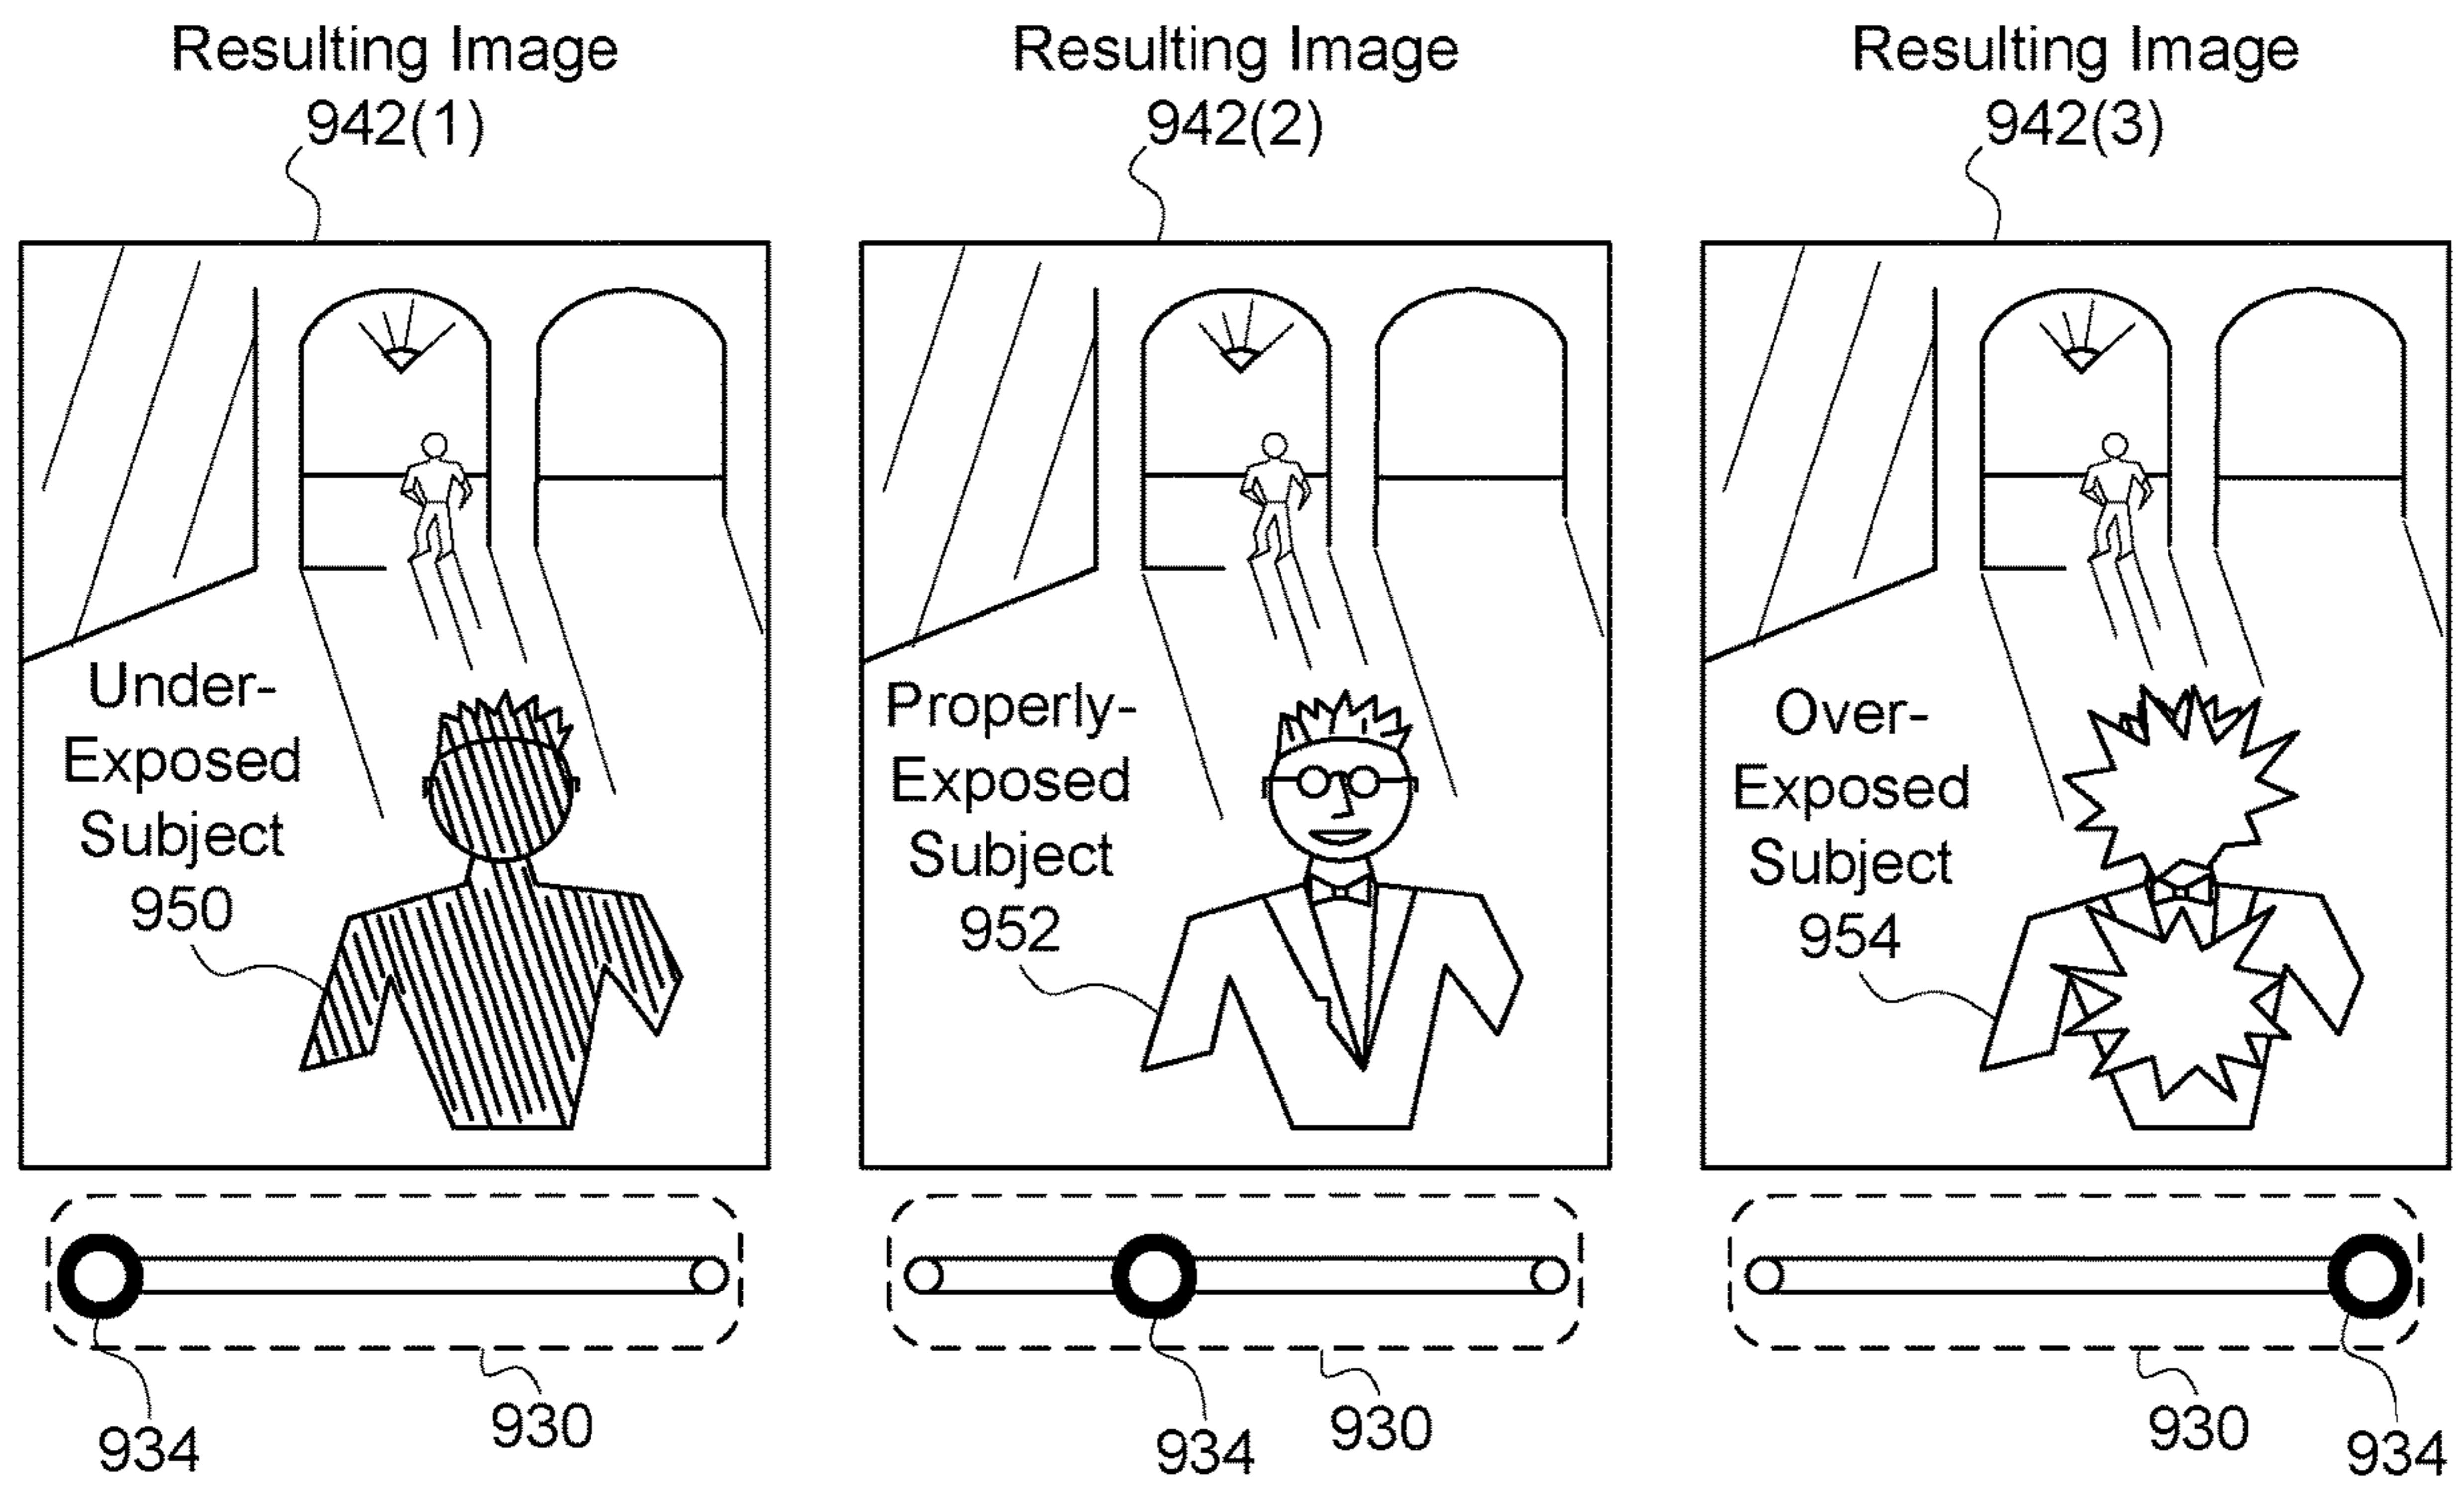 Resulting Image
942(1)
Resulting Image
942(2)
Resulting Image
942(3)
Under-
Exposed
Subject
950
Properly-
Exposed
Subject
952
Over-
Exposed
Subject
954
934
930
934
930
930
934